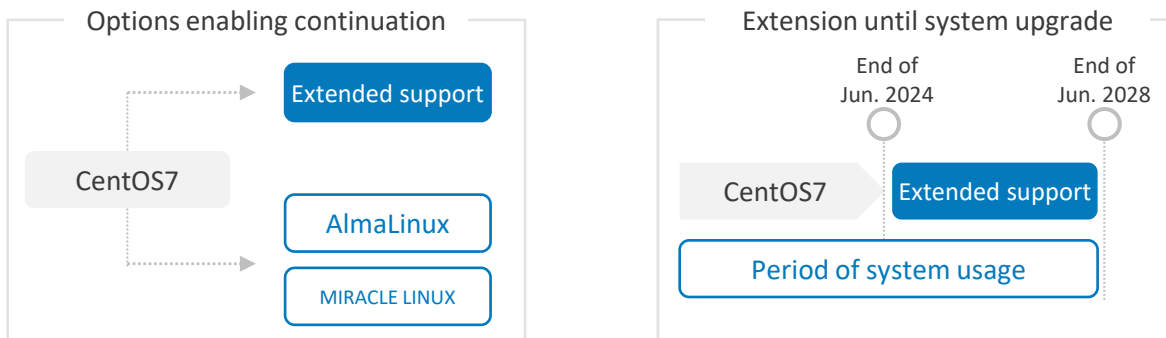 Options enabling continuation
Extended support
CentOS7
AlmaLinux
MIRACLE LINUX
Extension until system upgrade
End of
Jun. 2024
End of
Jun. 2028
CentOS7
Extended support
Period of system usage